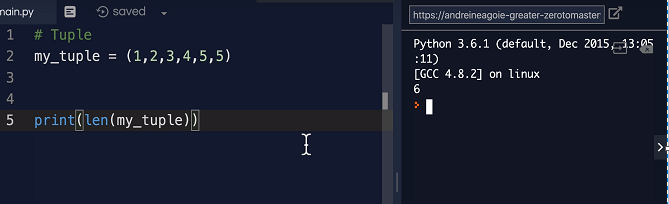 main.py
saved
1 # Tuple
2 my_tuple = (1,2,3,4,5,5)
3
4
5 print(len(my_tuple))
https://andreineagoie-greater-zerotomaster
Python 3.6.1 (default, Dec 2015, 13:05
:11)
[GCC 4.8.2] on linux
6